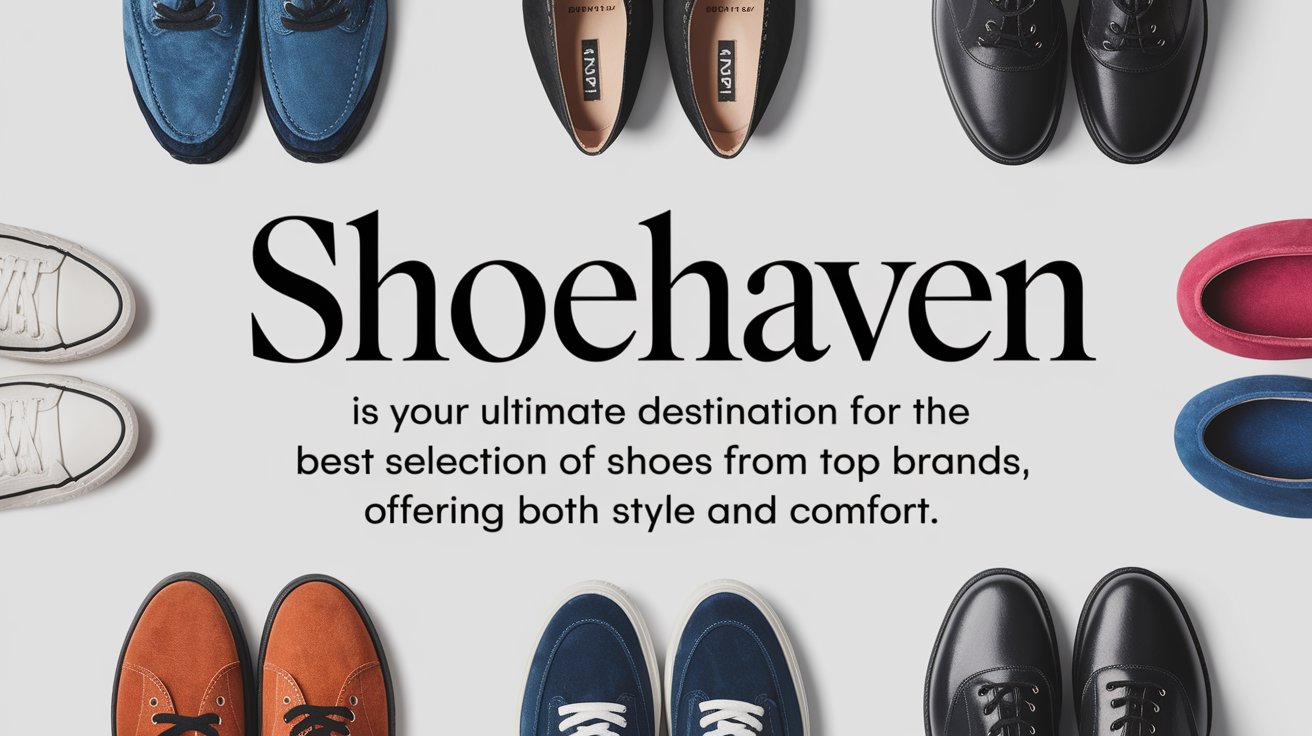 Shoehaven
is your ultimate destination for the
best selection of shoes from top brands,
offering both style and comfort.